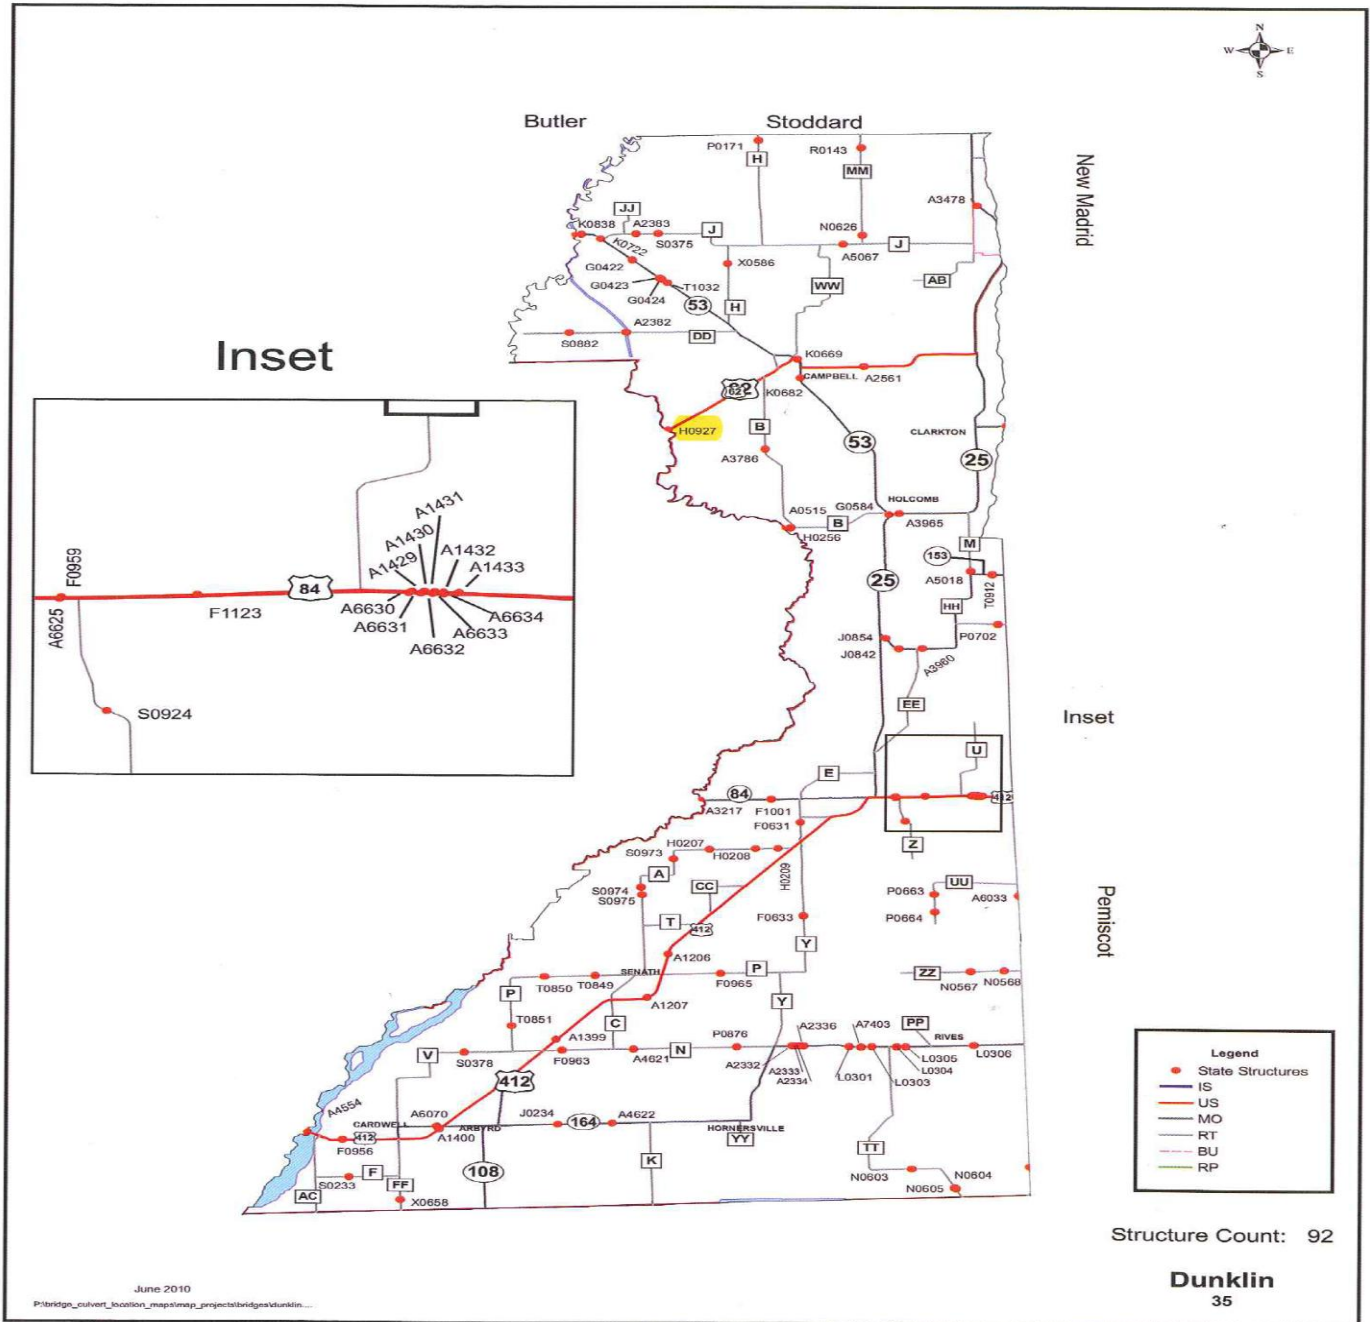 N
W E
S
Butler
Stoddard
New Madrid
P0171
H
R0143
MM
A3478
JJ
K0838
A2383
J
S0375
K0722
N0626
A5067
J
G0422
X0586
AB
G0423
T1032
G0424
WW
53
H
A2382
S0882
DD
K0669
CAMPBELL
A2561
K0682
H0927
B
53
CLARKTON
A3786
25
HOLCOMB
A0515
G0584
B
A3965
H0256
M
153
25
A5018
T0912
HH
J0854
P0702
J0842
A3960
EE
Inset
U
E
84
412
A3217
F1001
F0631
Z
H0207
S0973
H0208
H0209
A
S0974
CC
S0975
P0663
UU
A6033
P0664
Pemiscot
T
412
F0633
A1206
Y
SENATH
P
ZZ
T0850
T0849
F0965
N0567
N0568
P
A1207
Y
T0851
C
A1399
P0876
A2336
A7403
PP
RIVES
V
S0378
F0963
A4621
N
A2332
A2333
A2334
L0301
L0303
L0304
L0305
L0306
412
A4554
CARDWELL
A6070
ARBYRD
J0234
164
A4622
HORNERSVILLE
YY
412
F0956
A1400
TT
K
108
F
S0233
FF
AC
X0658
N0603
N0604
N0605
Inset
A1431
A1430
A1432
A1429
A1433
F0959
84
A6625
F1123
A6630
A6631
A6632
A6633
A6634
S0924
Legend
State Structures
IS
US
MO
RT
BU
RP
Structure Count: 92
Dunklin
35
June 2010
P:\bridge_culvert_location_maps\map_projects\bridges\dunklin....